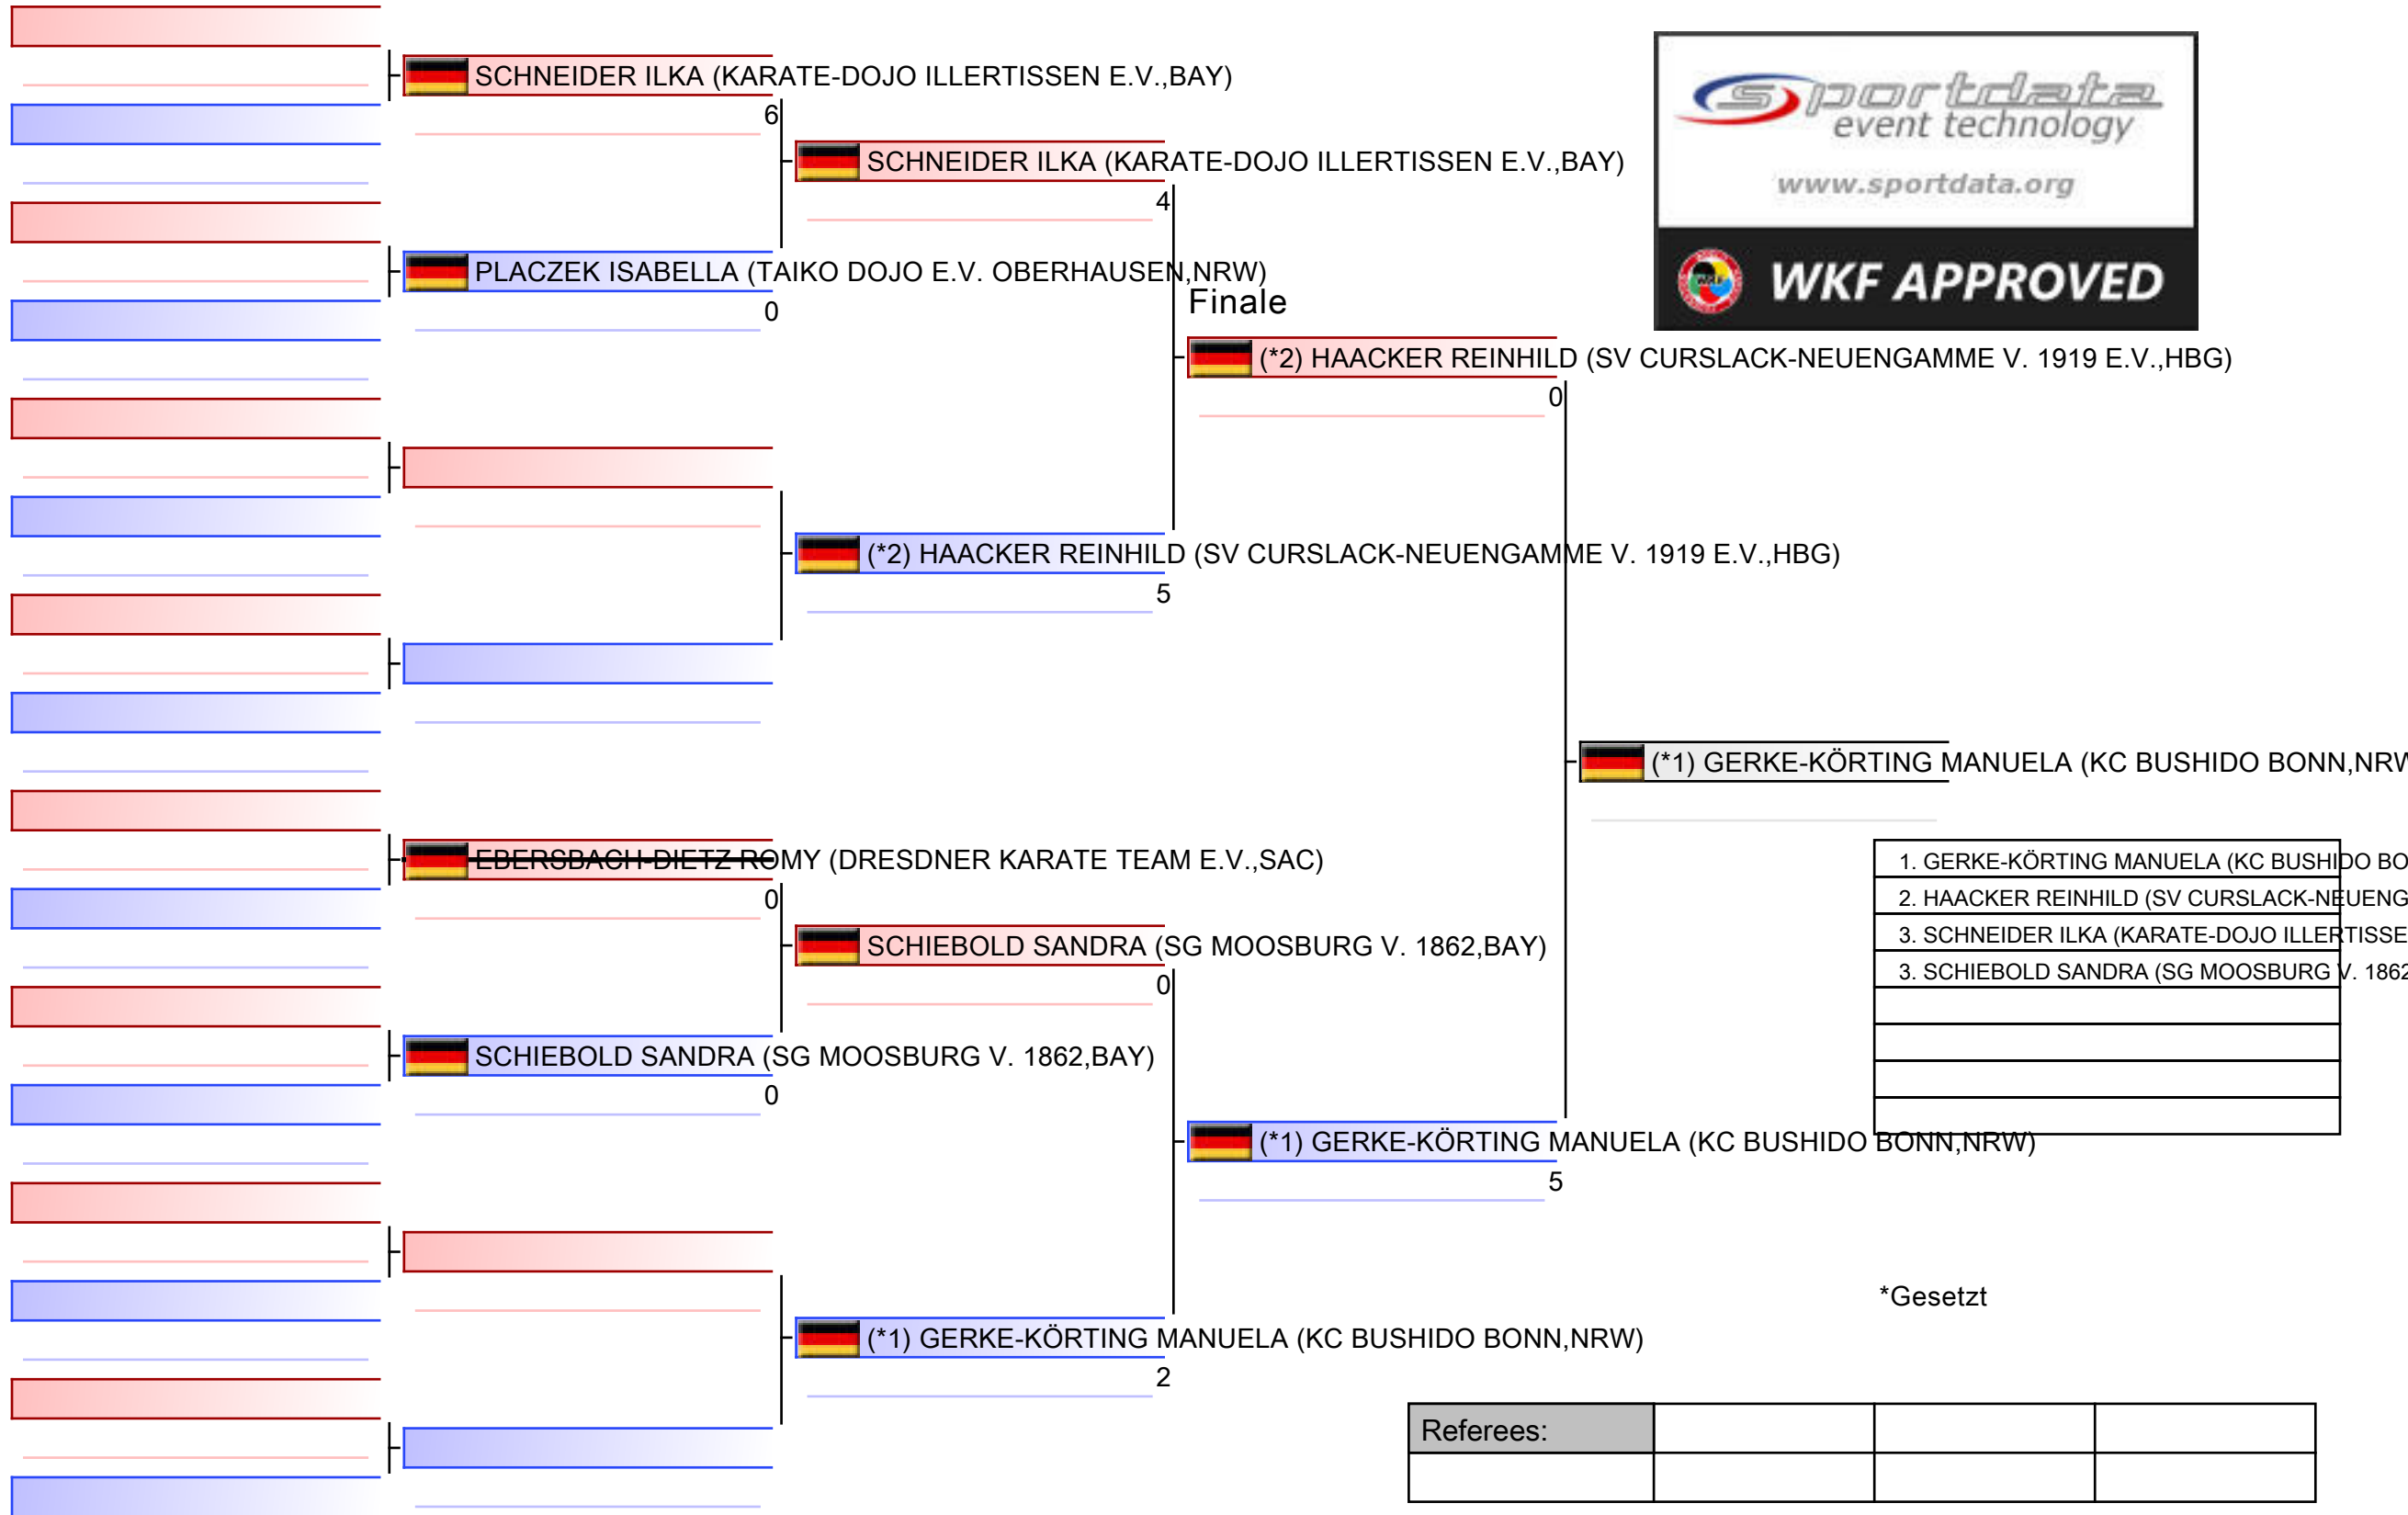 SCHNEIDER ILKA (KARATE-DOJO ILLERTISSEN E.V.,BAY)
6
SCHNEIDER ILKA (KARATE-DOJO ILLERTISSEN E.V.,BAY)
4
PLACZEK ISABELLA (TAIKO DOJO E.V. OBERHAUSEN,NRW)
0
sportdata
event technology
www.sportdata.org
WKF
WKF APPROVED
Finale
(*2) HAACKER REINHILD (SV CURSLACK-NEUENGAMME V. 1919 E.V.,HBG)
0
(*2) HAACKER REINHILD (SV CURSLACK-NEUENGAMME V. 1919 E.V.,HBG)
5
(*1) GERKE-KÖRTING MANUELA (KC BUSHIDO BONN,NRW
EBERSBACH-DIETZ ROMY (DRESDNER KARATE TEAM E.V.,SAC)
0
SCHIEBOLD SANDRA (SG MOOSBURG V. 1862,BAY)
0
SCHIEBOLD SANDRA (SG MOOSBURG V. 1862,BAY)
0
1. GERKE-KÖRTING MANUELA (KC BUSHIDO BO
2. HAACKER REINHILD (SV CURSLACK-NEUENG
3. SCHNEIDER ILKA (KARATE-DOJO ILLERTISSE
3. SCHIEBOLD SANDRA (SG MOOSBURG V. 1862
(*1) GERKE-KÖRTING MANUELA (KC BUSHIDO BONN,NRW)
5
*Gesetzt
(*1) GERKE-KÖRTING MANUELA (KC BUSHIDO BONN,NRW)
2
Referees: